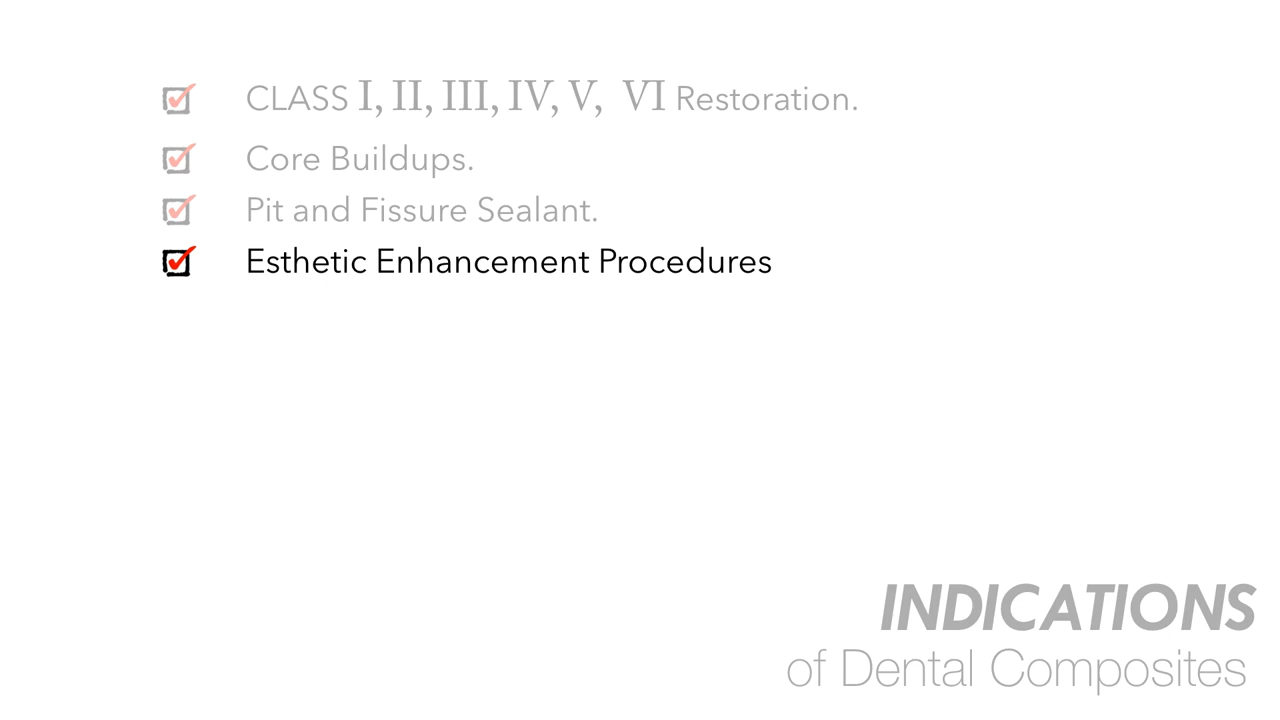 CLASS I, II, III, IV, V, VI Restoration.
Core Buildups.
Pit and Fissure Sealant.
Esthetic Enhancement Procedures
INDICATIONS
of Dental Composites